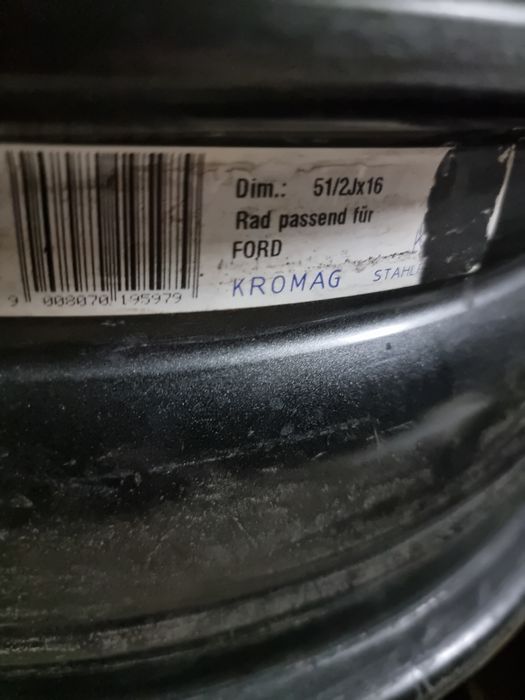 Dim.: 51/2Jx16
Rad passend für
FORD
KROMAG
9 008070 195979